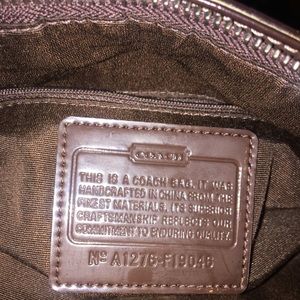 COACH
THIS IS A COACH BAG. IT WAS
HANDCRAFTED IN CHINA FROM THE
FINEST MATERIALS. ITS SUPERIOR
CRAFTSMANSHIP REFLECTS OUR
COMMITMENT TO ENDURING QUALITY.
Nº A1276-F19046